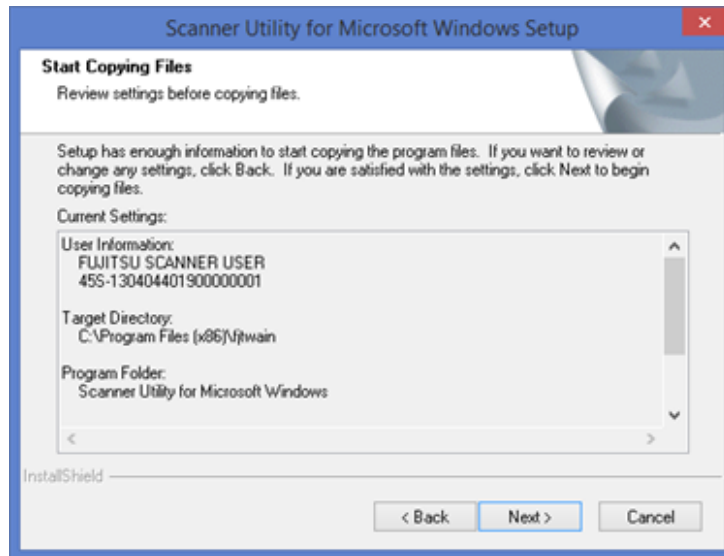 Scanner Utility for Microsoft Windows Setup
Start Copying Files
Review settings before copying files.
Setup has enough information to start copying the program files. If you want to review or
change any settings, click Back. If you are satisfied with the settings, click Next to begin
copying files.
Current Settings:
User Information:
FUJITSU SCANNER USER
45S-130404401900000001
Target Directory:
C:\Program Files (x86)\fjtwain
Program Folder:
Scanner Utility for Microsoft Windows
InstallShield
< Back Next > Cancel